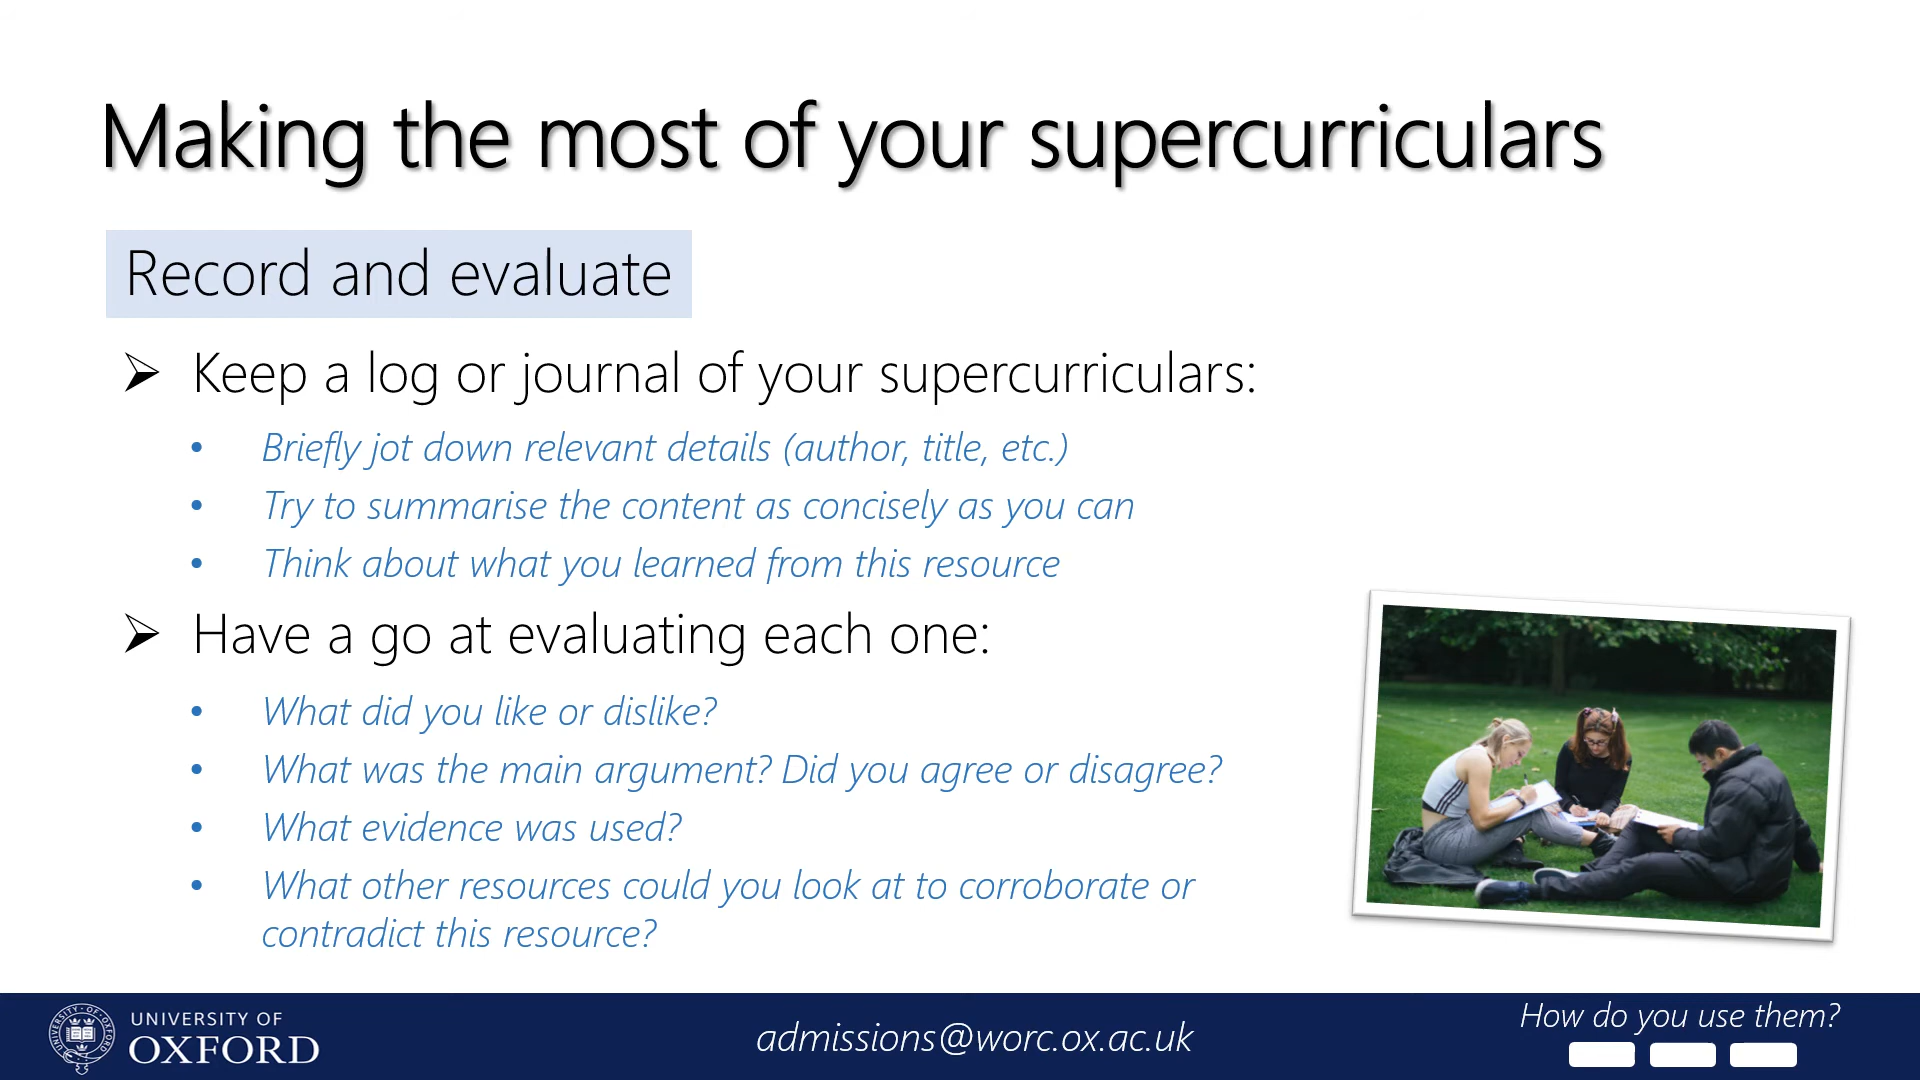 Making the most of your supercurriculars
Record and evaluate
Keep a log or journal of your supercurriculars:
Briefly jot down relevant details (author, title, etc.)
Try to summarise the content as concisely as you can
Think about what you learned from this resource
Have a go at evaluating each one:
What did you like or dislike?
What was the main argument? Did you agree or disagree?
What evidence was used?
What other resources could you look at to corroborate or
contradict this resource?
UNIVERSITY OF
OXFORD
admissions@worc.ox.ac.uk
How do you use them?